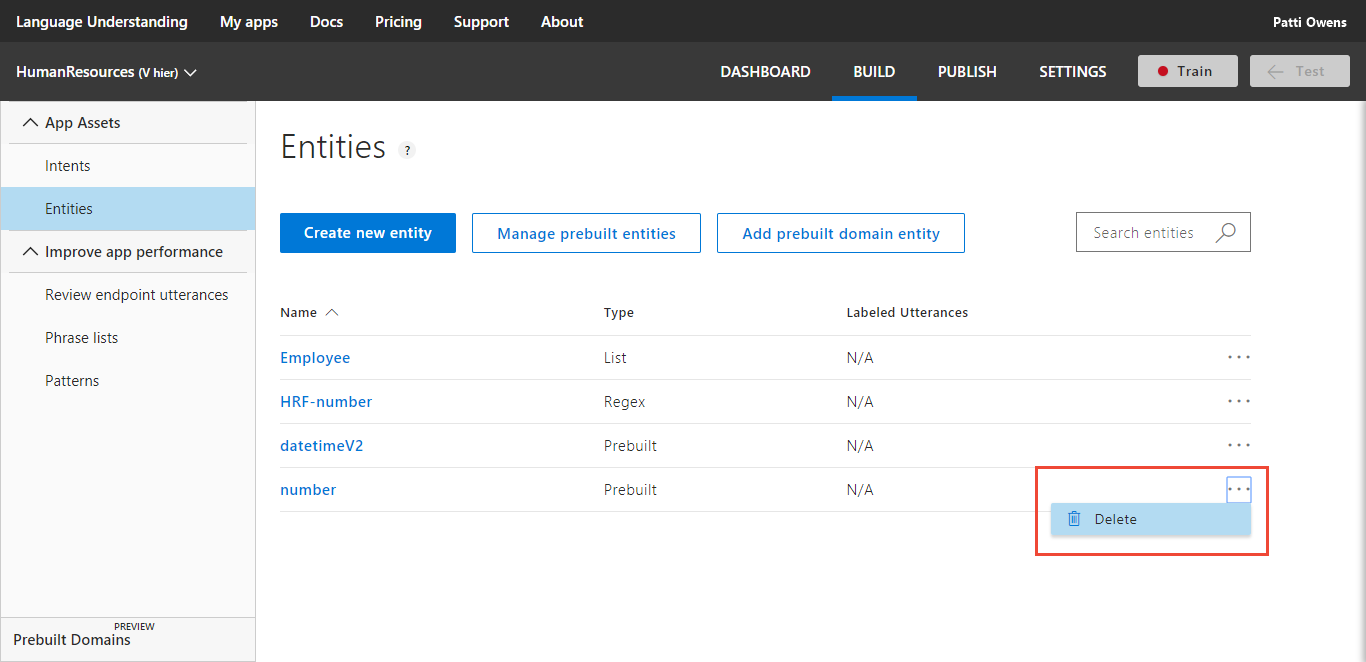 Language Understanding My apps Docs Pricing Support About Patti Owens
HumanResources (V hier) DASHBOARD BUILD PUBLISH SETTINGS Train Test
App Assets
Intents
Entities
Improve app performance
Review endpoint utterances
Phrase lists
Patterns
PREVIEW
Prebuilt Domains
Entities ?
Create new entity Manage prebuilt entities Add prebuilt domain entity Search entities
Name Type Labeled Utterances
Employee List N/A ...
HRF-number Regex N/A ...
datetimeV2 Prebuilt N/A ...
number Prebuilt N/A ...
Delete